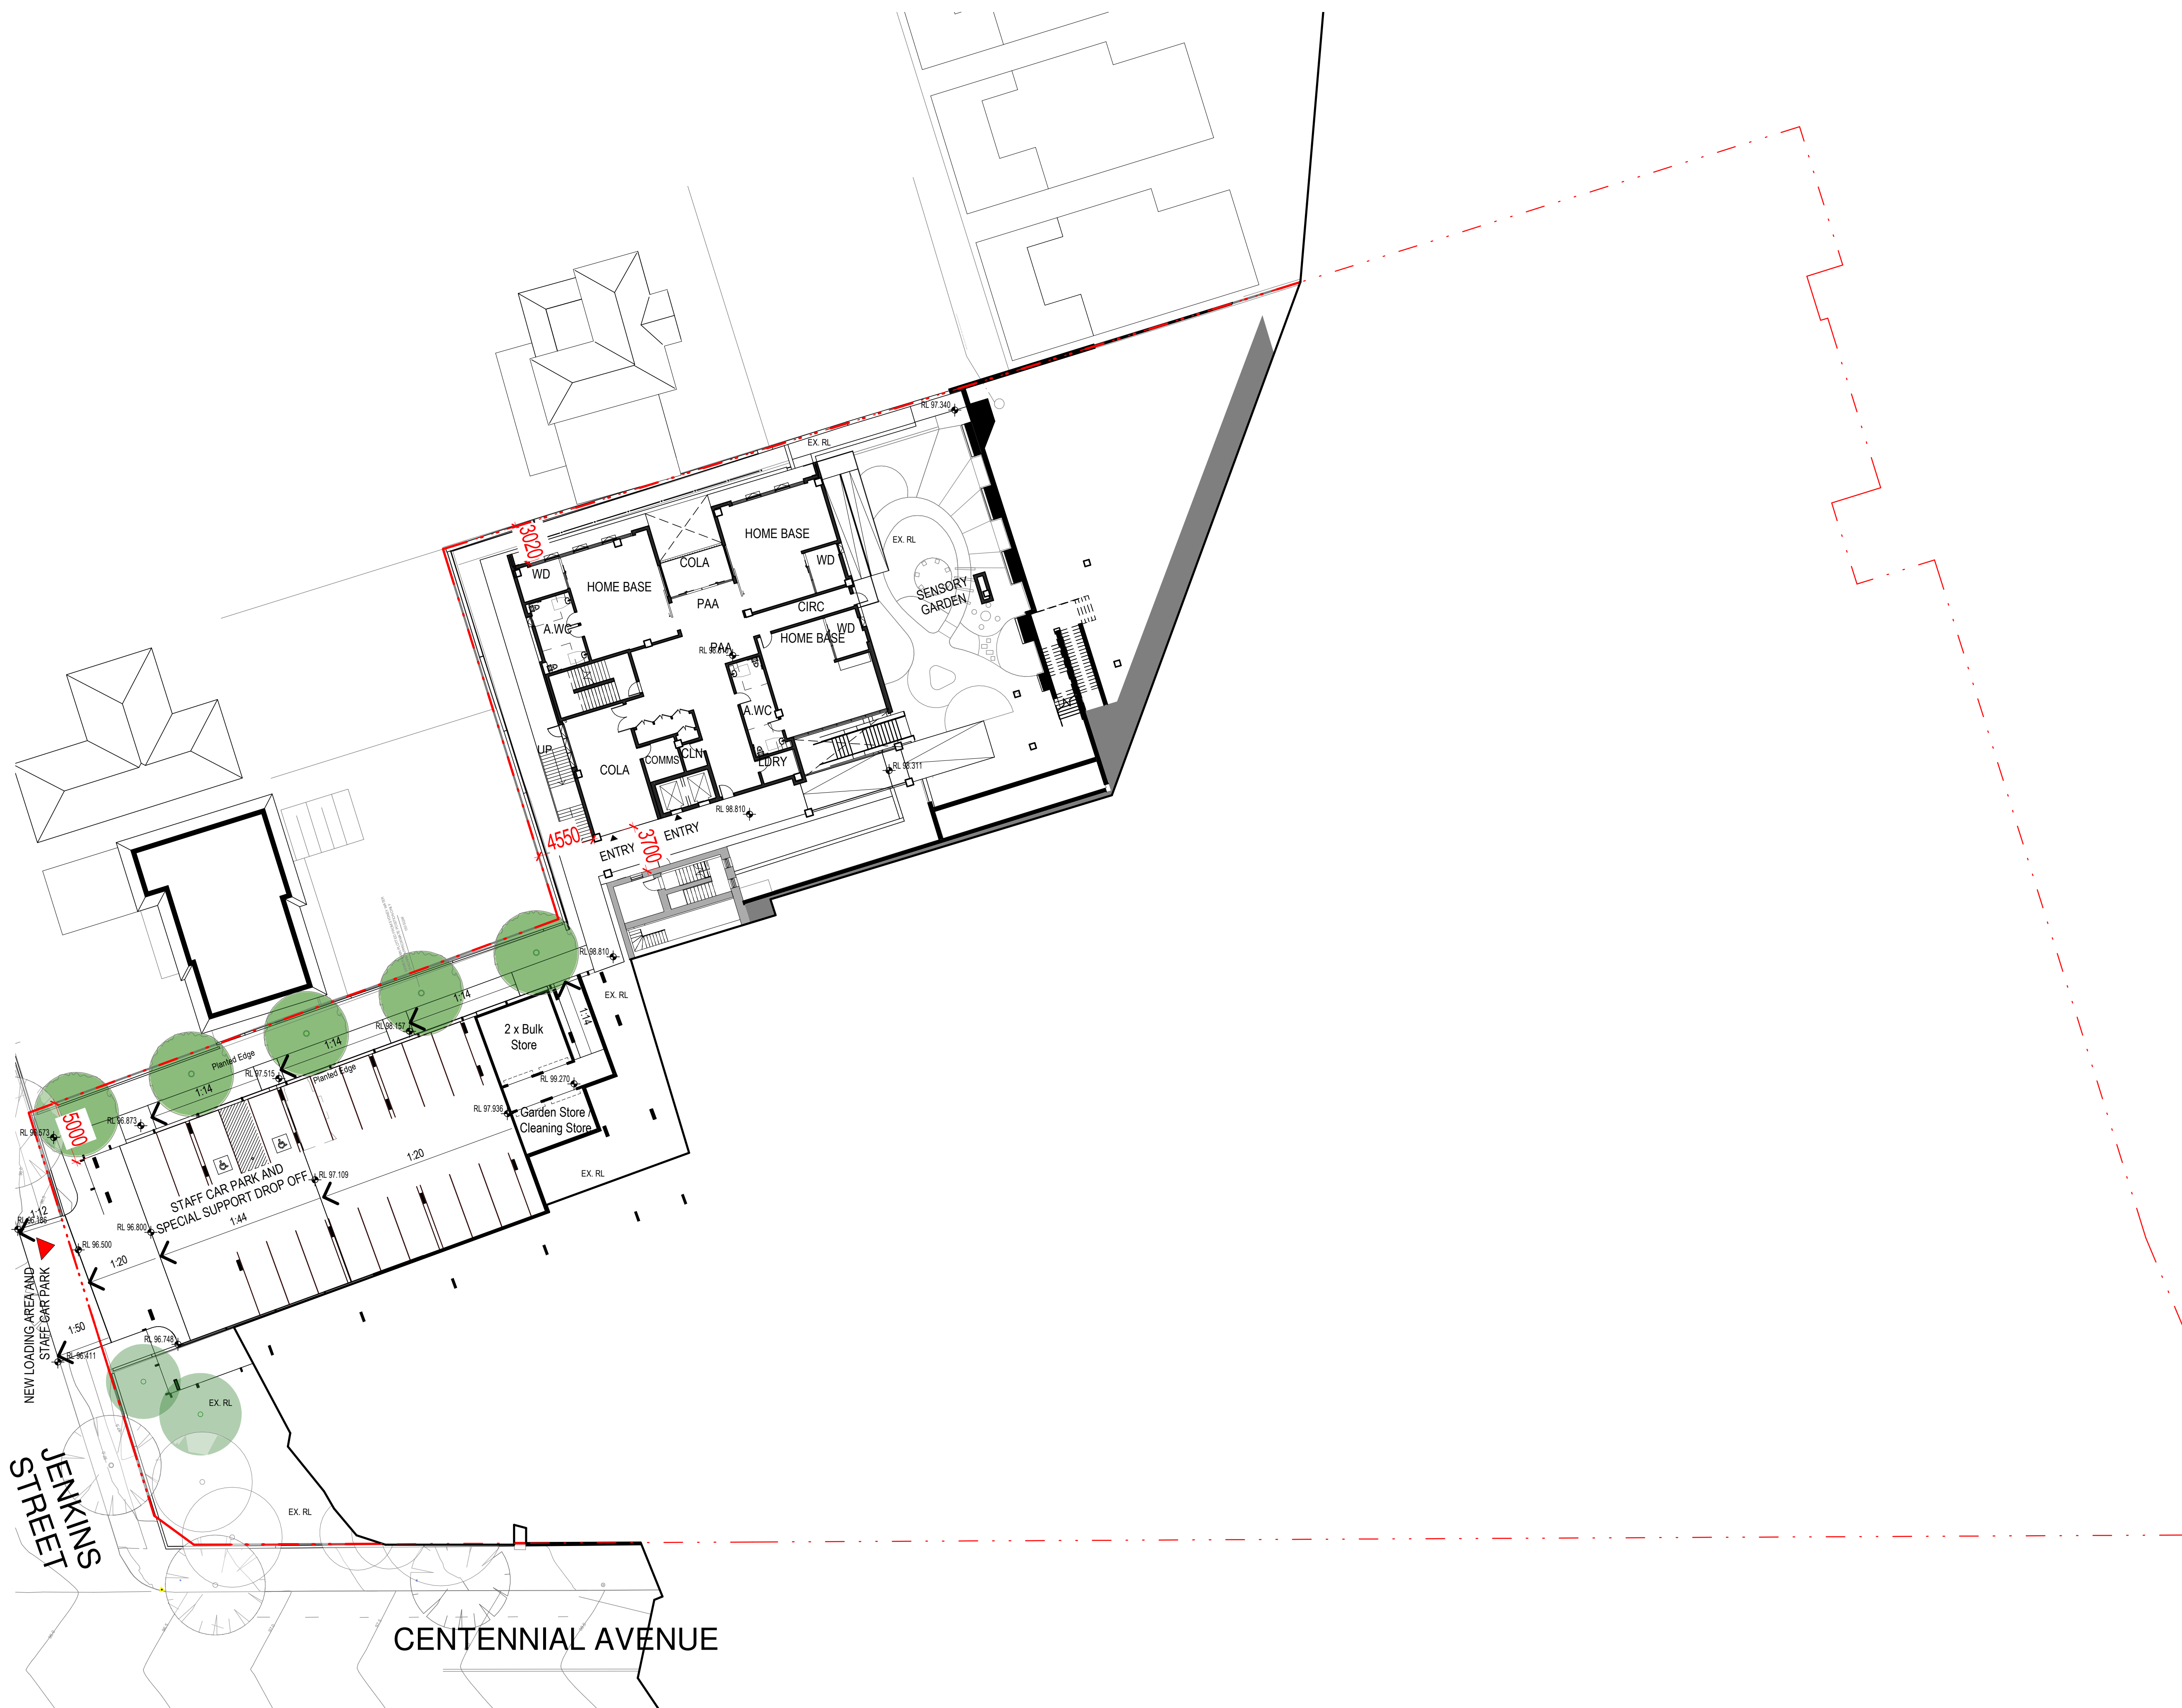 RL 97.340
EX. RL
3020
HOME BASE
WD
COLA
WD
HOME BASE
EX. RL
SENSORY
GARDEN
PAA
CIRC
A.WC
WD
HOME BASE
PAA
A.WC
UP
COLA
COMMS
CLN
LDRY
RL 98.311
RL 98.810
4550
ENTRY
ENTRY
3700
RL 98.810
EX. RL
1:14
1:14
RL 98.157
2 x Bulk
Store
1:14
Planted Edge
RL 97.515
Planted Edge
1:14
RL 99.270
RL 97.936
Garden Store /
Cleaning Store
RL 96.873
5000
RL 96.573
1:20
EX. RL
STAFF CAR PARK AND
SPECIAL SUPPORT DROP OFF
RL 97.109
1:12
1:44
RL 96.800
RL 96.500
1:20
NEW LOADING AREA AND
STAFF CAR PARK
1:50
RL 96.748
RL 96.411
EX. RL
JENKINS
STREET
EX. RL
CENTENNIAL AVENUE